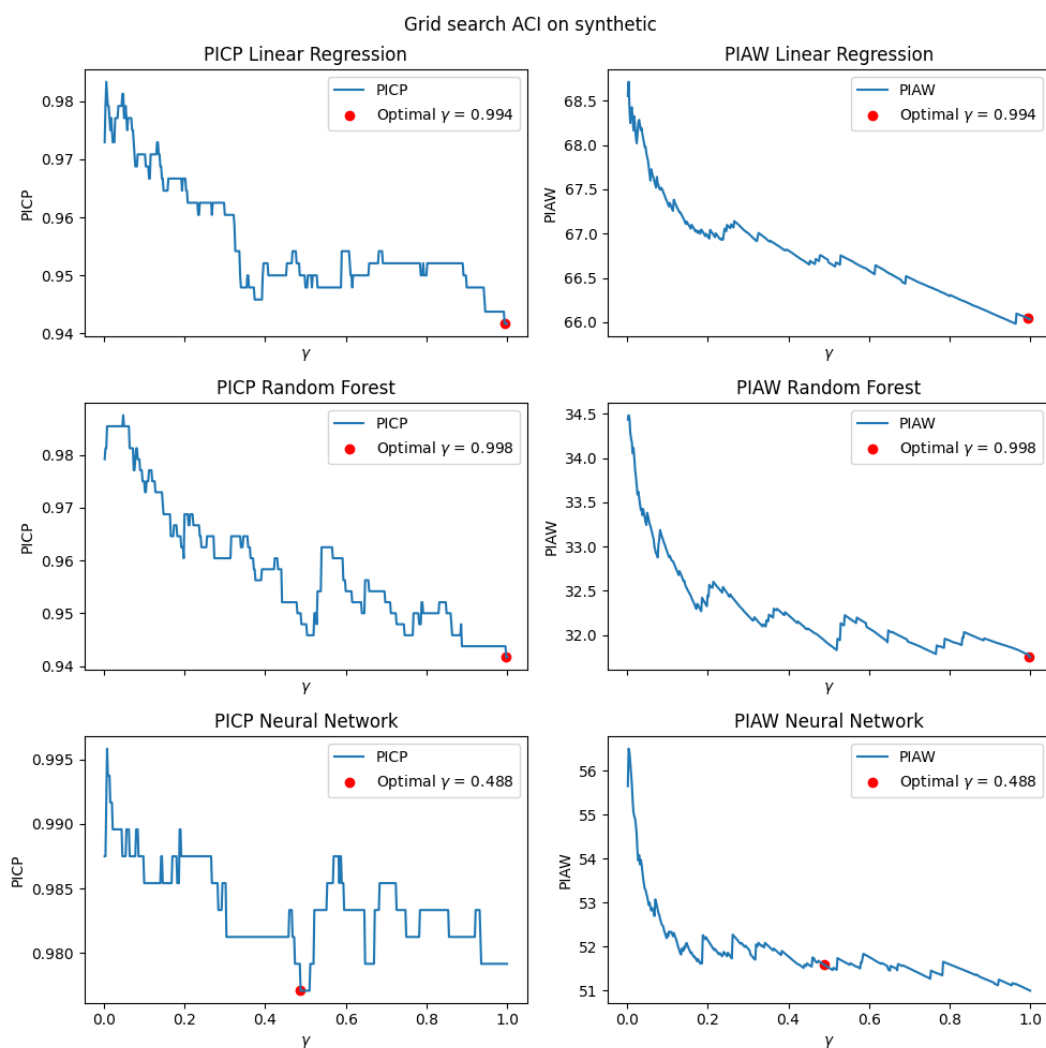 Grid search ACI on synthetic
PICP Linear Regression
PICP
Optimal γ = 0.994
0.98
0.97
0.96
0.95
0.94
PICP
γ
PIAW Linear Regression
PIAW
Optimal γ = 0.994
68.5
68.0
67.5
67.0
66.5
66.0
PIAW
γ
PICP Random Forest
PICP
Optimal γ = 0.998
0.98
0.97
0.96
0.95
0.94
PICP
γ
PIAW Random Forest
PIAW
Optimal γ = 0.998
34.5
34.0
33.5
33.0
32.5
32.0
PIAW
γ
PICP Neural Network
PICP
Optimal γ = 0.488
0.995
0.990
0.985
0.980
PICP
0.0 0.2 0.4 0.6 0.8 1.0
γ
PIAW Neural Network
PIAW
Optimal γ = 0.488
56
55
54
53
52
51
PIAW
0.0 0.2 0.4 0.6 0.8 1.0
γ